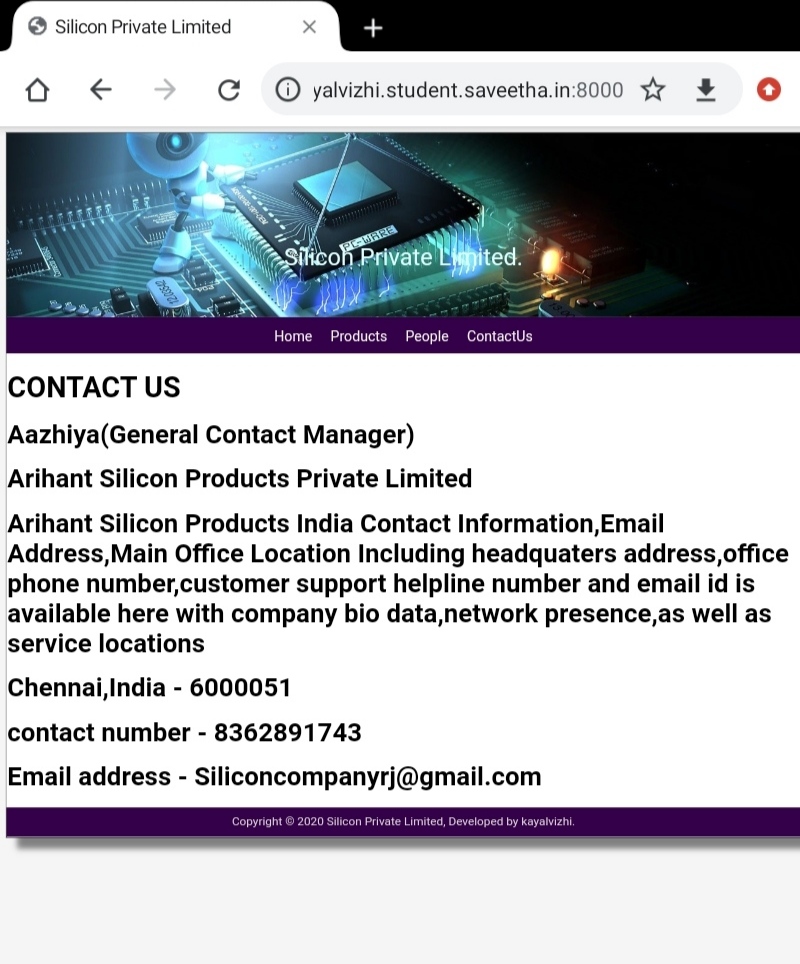 Silicon Private Limited
yalvizhi.student.saveetha.in:8000
PC-WARE
Silicon Private Limited.
Home Products People ContactUs
CONTACT US
Aazhiya(General Contact Manager)
Arihant Silicon Products Private Limited
Arihant Silicon Products India Contact Information,Email
Address,Main Office Location Including headquaters address,office
phone number,customer support helpline number and email id is
available here with company bio data,network presence,as well as
service locations
Chennai,India - 6000051
contact number - 8362891743
Email address - Siliconcompanyrj@gmail.com
Copyright © 2020 Silicon Private Limited, Developed by kayalvizhi.